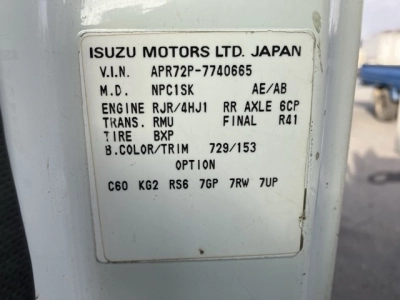 ISUZU MOTORS LTD. JAPAN
V.I.N. APR72P-7740665
M.D. NPC1SK AE/AB
ENGINE RJR/4HJ1 RR AXLE 6CP
TRANS. RMU FINAL R41
TIRE BXP
B.COLOR/TRIM 729/153
OPTION
C60 KG2 RS6 7GP 7RW 7UP